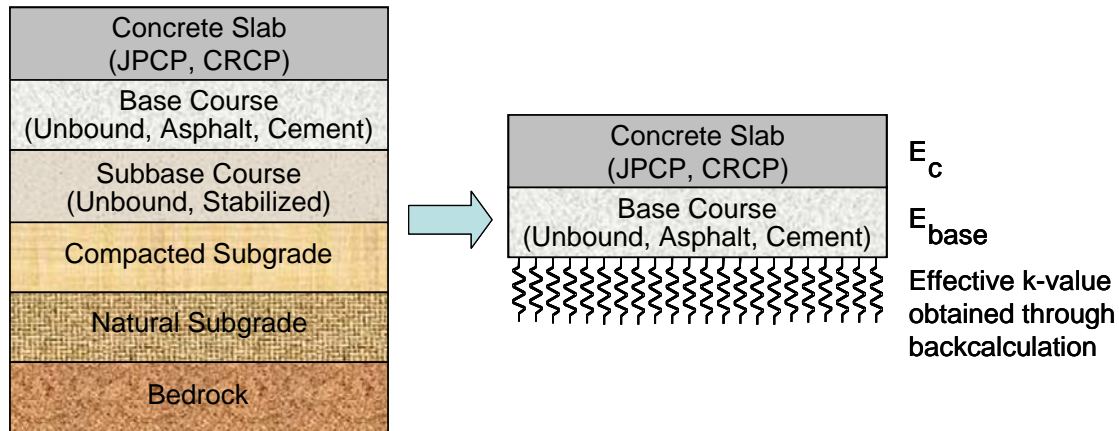 Concrete Slab
(JPCP, CRCP)
Base Course
(Unbound, Asphalt, Cement)
Subbase Course
(Unbound, Stabilized)
Compacted Subgrade
Natural Subgrade
Bedrock
Concrete Slab
(JPCP, CRCP)
Base Course
(Unbound, Asphalt, Cement)
Ec
Ebase
Effective k-value
obtained through
backcalculation